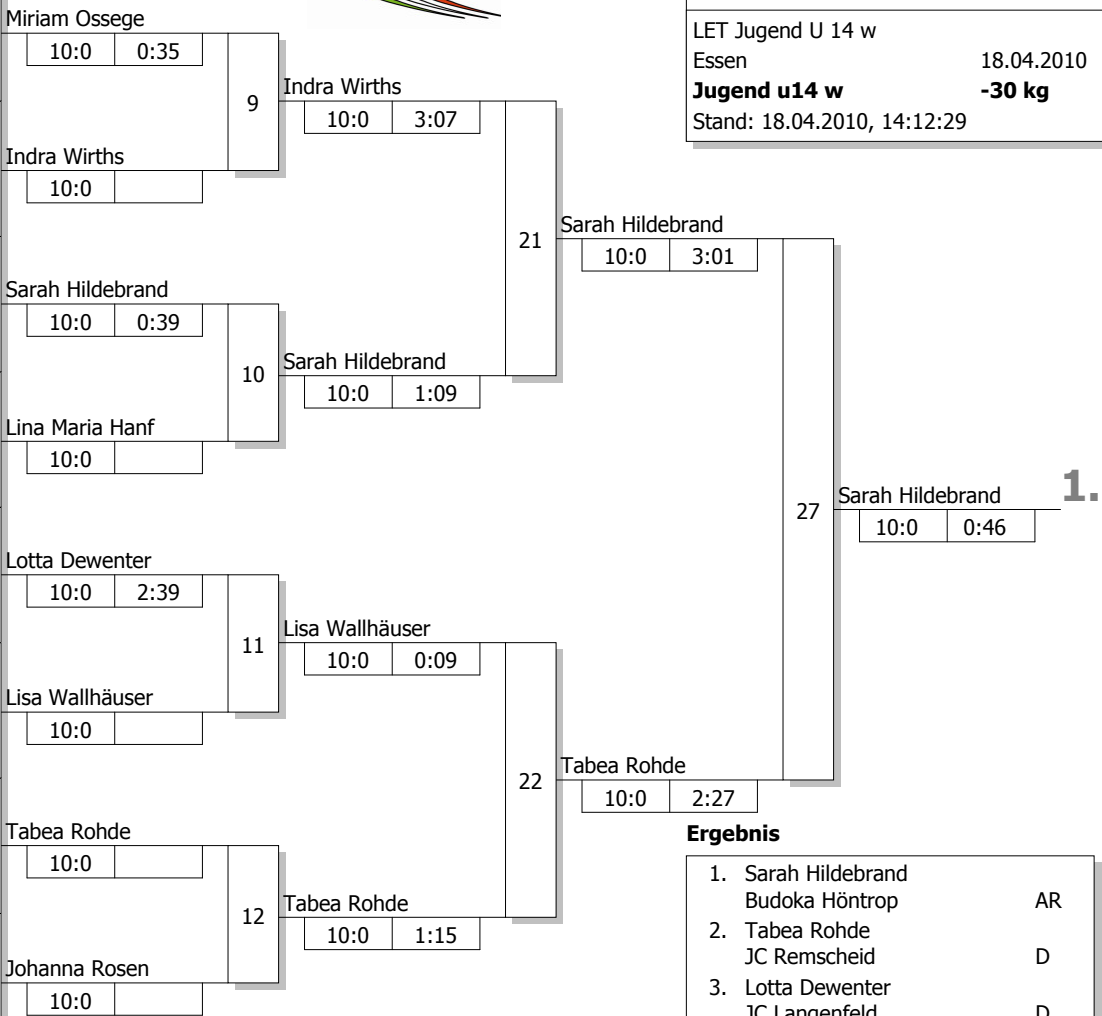 Miriam Ossege
10:0 0:35
9
Indra Wirths
10:0 3:07
Indra Wirths
10:0
21
Sarah Hildebrand
10:0 3:01
Sarah Hildebrand
10:0 0:39
10
Sarah Hildebrand
10:0 1:09
Lina Maria Hanf
10:0
27
Sarah Hildebrand
1.
10:0 0:46
Lotta Dewenter
10:0 2:39
11
Lisa Wallhäuser
10:0 0:09
Lisa Wallhäuser
10:0
22
Tabea Rohde
10:0 2:27
Tabea Rohde
10:0
12
Tabea Rohde
10:0 1:15
Johanna Rosen
10:0
LET Jugend U 14 w
Essen 18.04.2010
Jugend u14 w -30 kg
Stand: 18.04.2010, 14:12:29
Ergebnis
1. Sarah Hildebrand
Budoka Höntrop AR
2. Tabea Rohde
JC Remscheid D
3. Lotta Dewenter
JC Langenfeld D